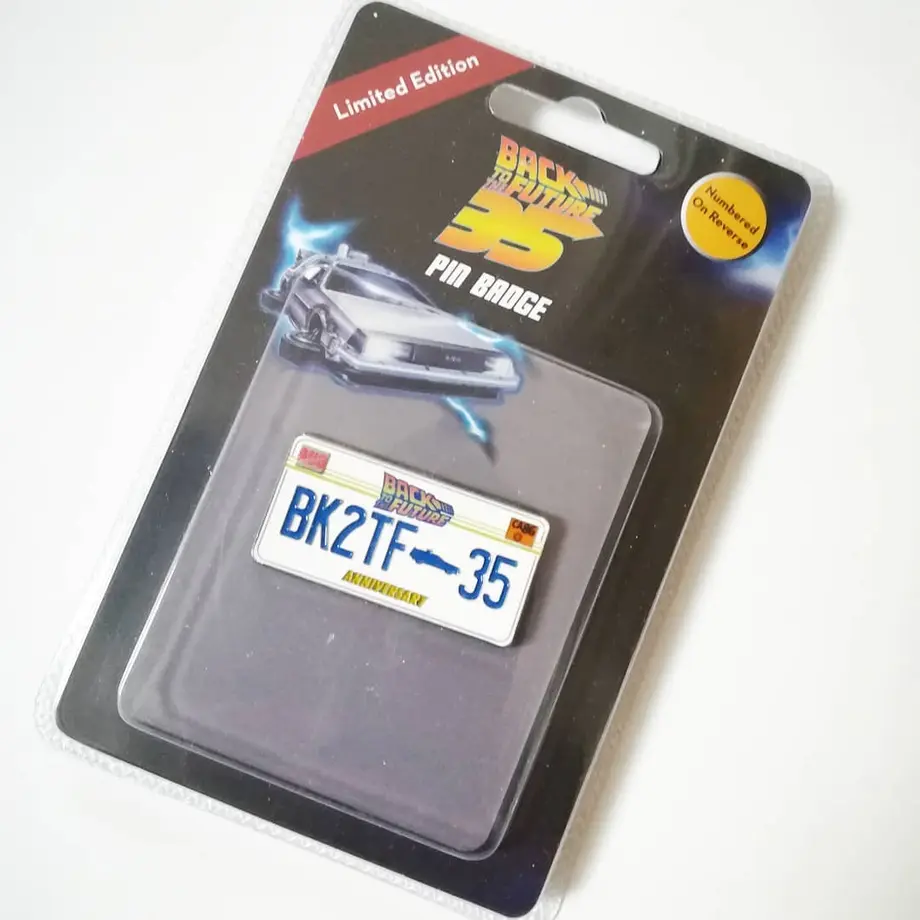 Limited Edition
BACK
TO THE
FUTURE
35
PIN BADGE
Numbered
On Reverse
BACK
TO THE
FUTURE
BK2TF 35
ANNIVERSARY